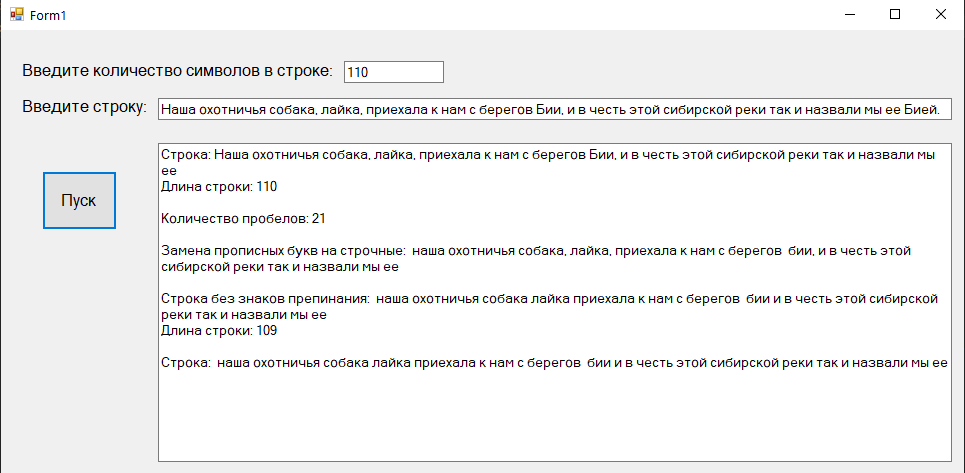 Form1
Введите количество символов в строке: 110
Введите строку: Наша охотничья собака, лайка, приехала к нам с берегов Бии, и в честь этой сибирской реки так и назвали мы ее Бией.
Строка: Наша охотничья собака, лайка, приехала к нам с берегов Бии, и в честь этой сибирской реки так и назвали мы
ее
Длина строки: 110
Пуск
Количество пробелов: 21
Замена прописных букв на строчные:  наша охотничья собака, лайка, приехала к нам с берегов  бии, и в честь этой
сибирской реки так и назвали мы ее
Строка без знаков препинания:  наша охотничья собака лайка приехала к нам с берегов  бии и в честь этой сибирской
реки так и назвали мы ее
Длина строки: 109
Строка:  наша охотничья собака лайка приехала к нам с берегов  бии и в честь этой сибирской реки так и назвали мы ее